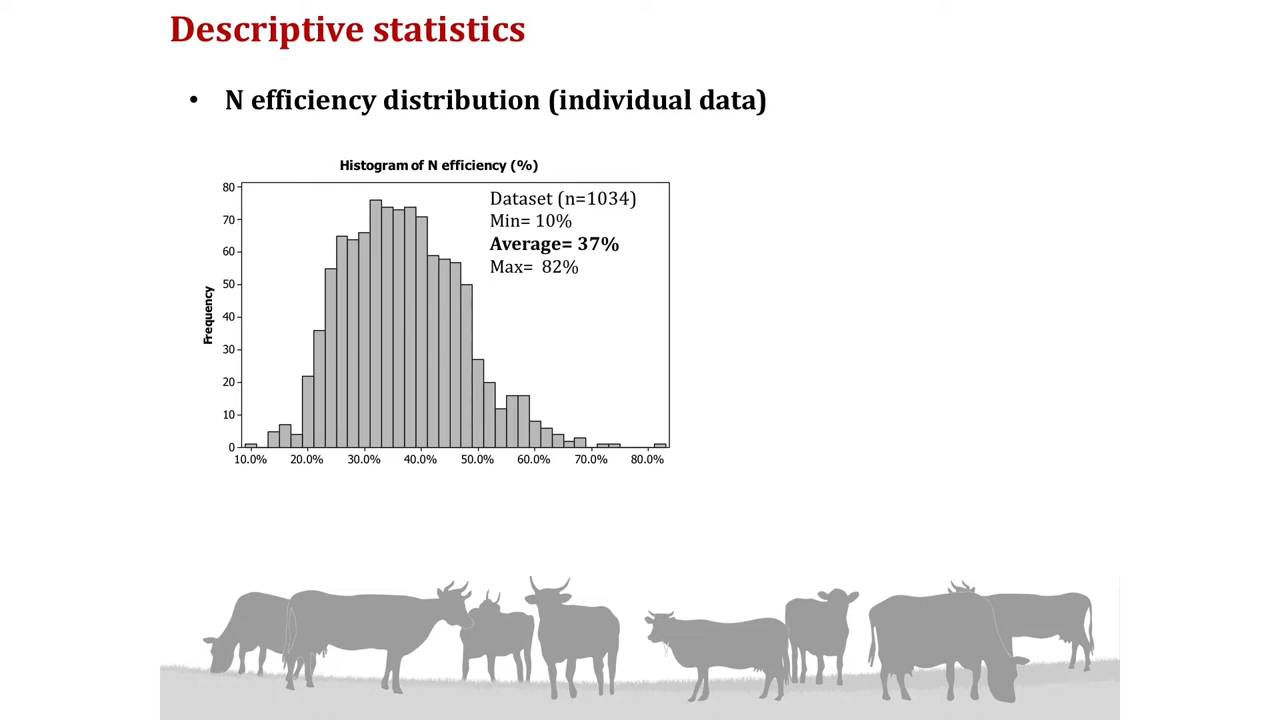 Descriptive statistics
• N efficiency distribution (individual data)
Histogram of N efficiency (%)
Dataset (n=1034)
Min= 10%
Average= 37%
Max= 82%
Frequency
80
70
60
50
40
30
20
10
0
10.0% 20.0% 30.0% 40.0% 50.0% 60.0% 70.0% 80.0%